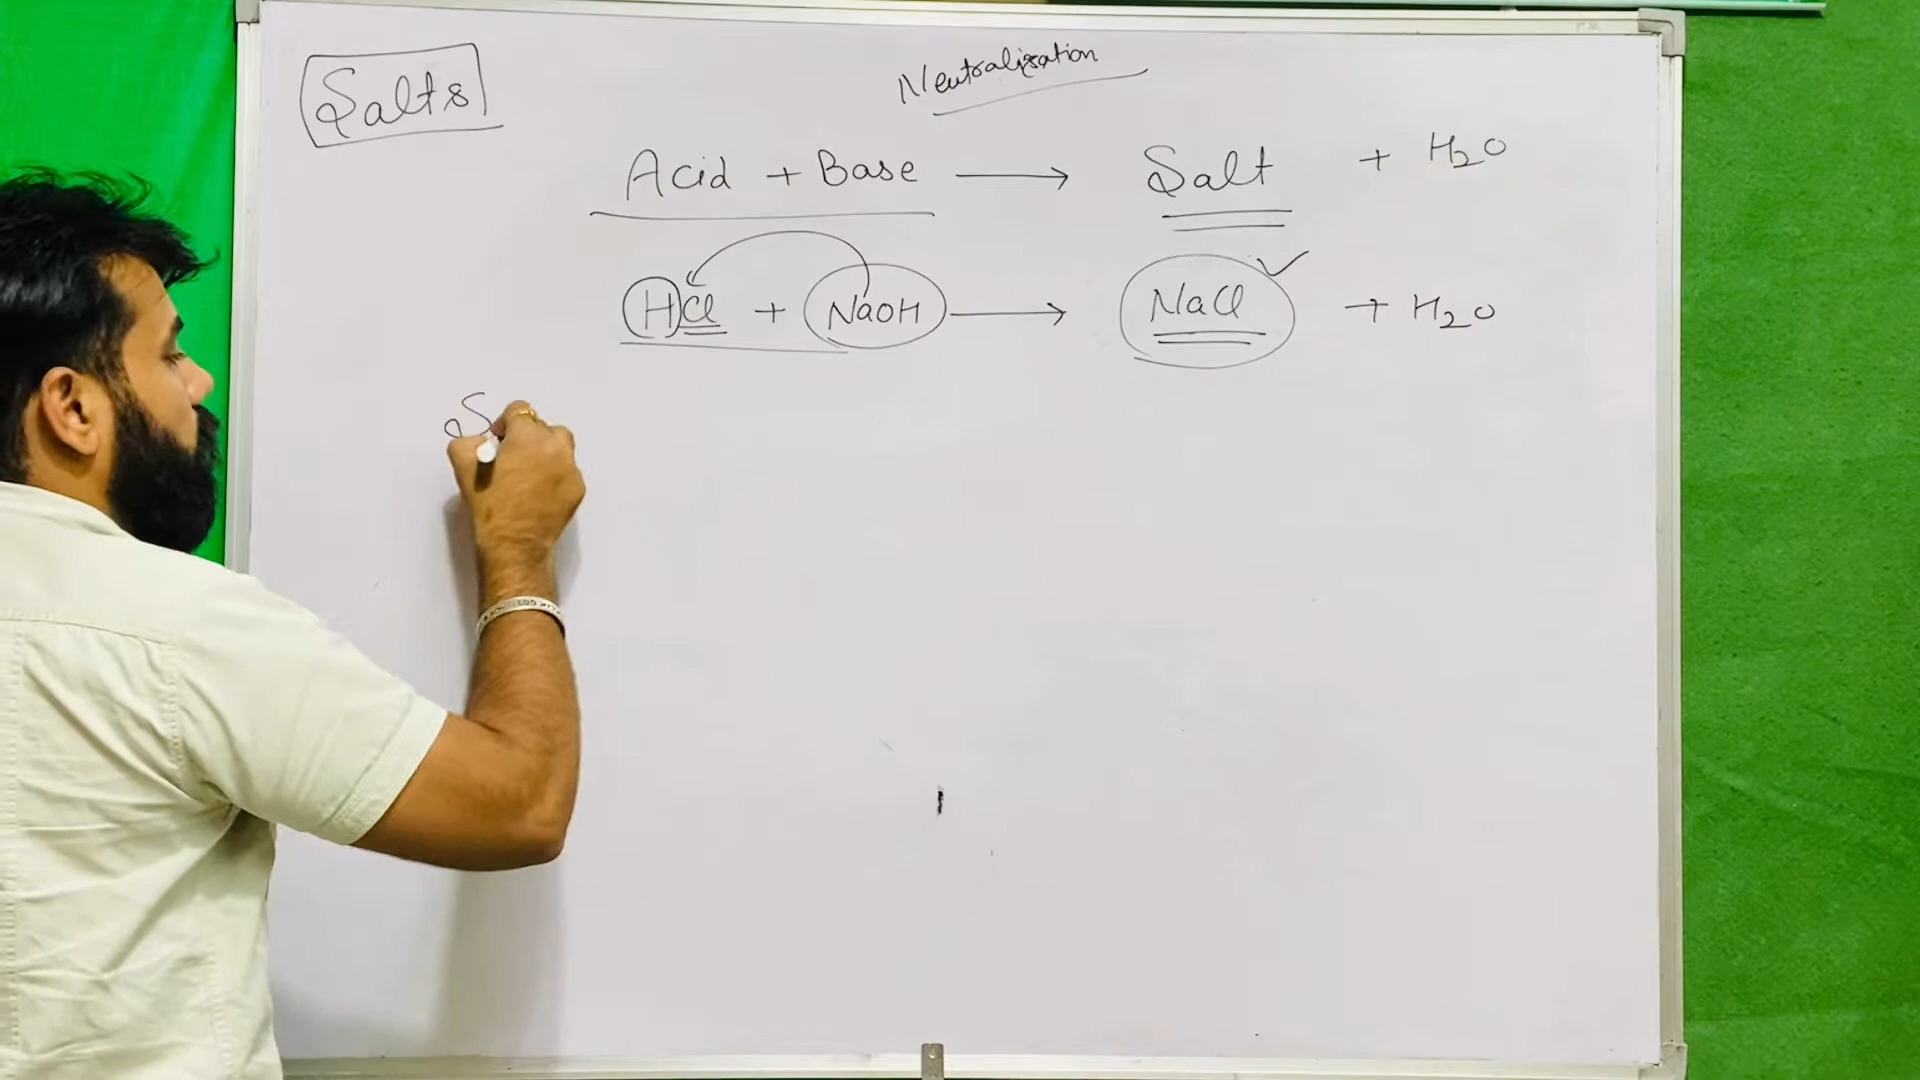 Salts
Neutralisation
Acid + Base → Salt + H2O
HCl + NaOH → NaCl ✓ + H2O
S